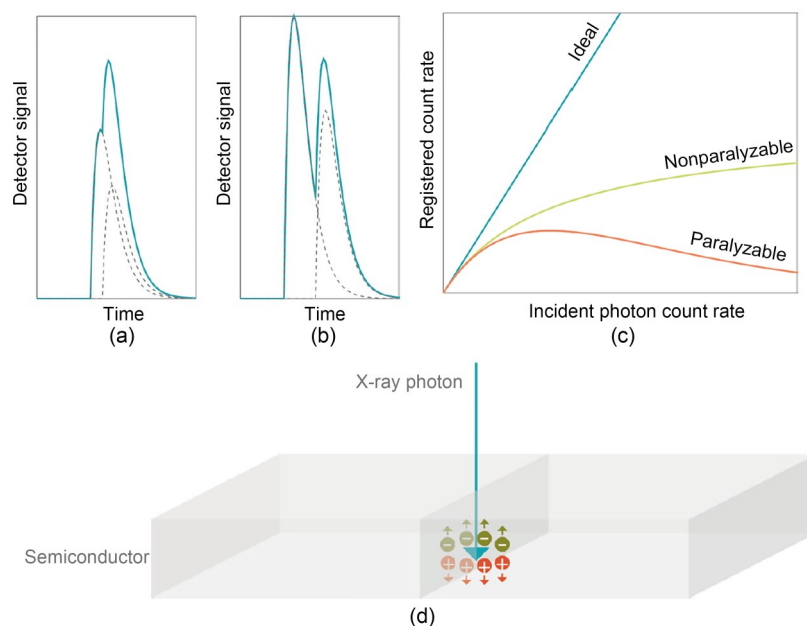 Detector signal
Time
(a)
Detector signal
Time
(b)
Registered count rate
Ideal
Nonparalyzable
Paralyzable
Incident photon count rate
(c)
X-ray photon
Semiconductor
− − − −
+ + + +
(d)